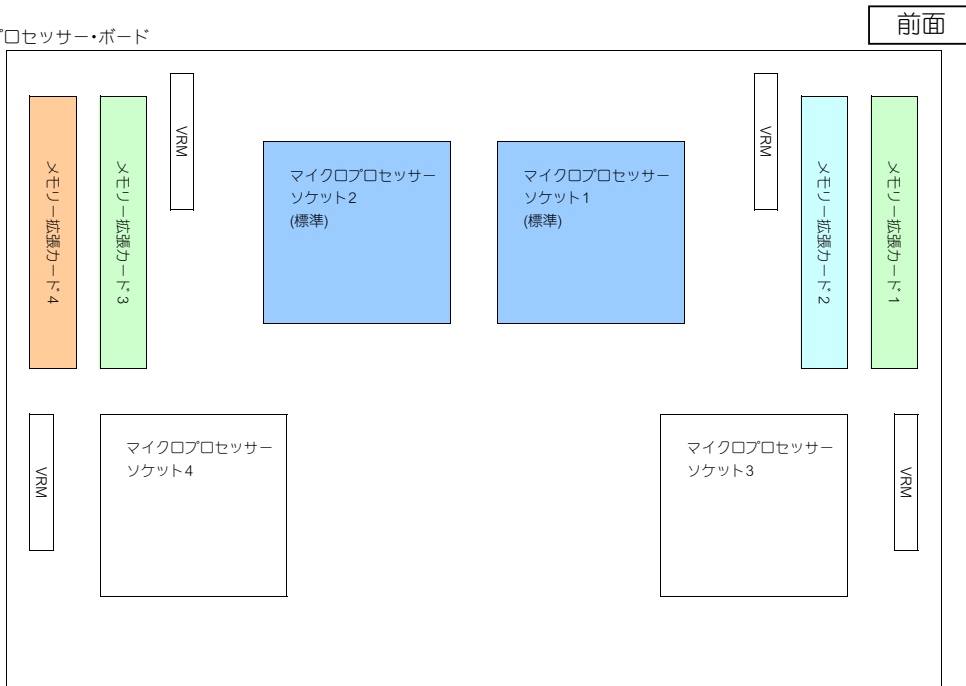 前面
プロセッサー・ボード
VRM
VRM
メモリー拡張カード4
メモリー拡張カード3
マイクロプロセッサー
ソケット2
(標準)
マイクロプロセッサー
ソケット1
(標準)
メモリー拡張カード2
メモリー拡張カード1
VRM
マイクロプロセッサー
ソケット4
マイクロプロセッサー
ソケット3
VRM